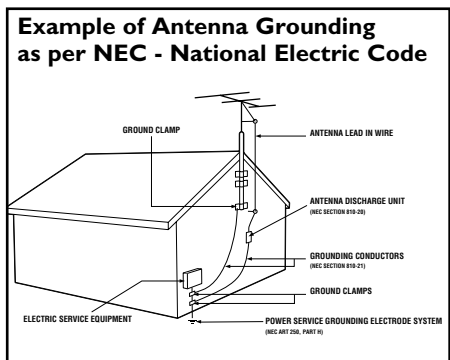 Example of Antenna Grounding
as per NEC - National Electric Code
GROUND CLAMP
ANTENNA LEAD IN WIRE
ANTENNA DISCHARGE UNIT
(NEC SECTION 810-20)
GROUNDING CONDUCTORS
(NEC SECTION 810-21)
GROUND CLAMPS
ELECTRIC SERVICE EQUIPMENT
POWER SERVICE GROUNDING ELECTRODE SYSTEM
(NEC ART 250, PART H)